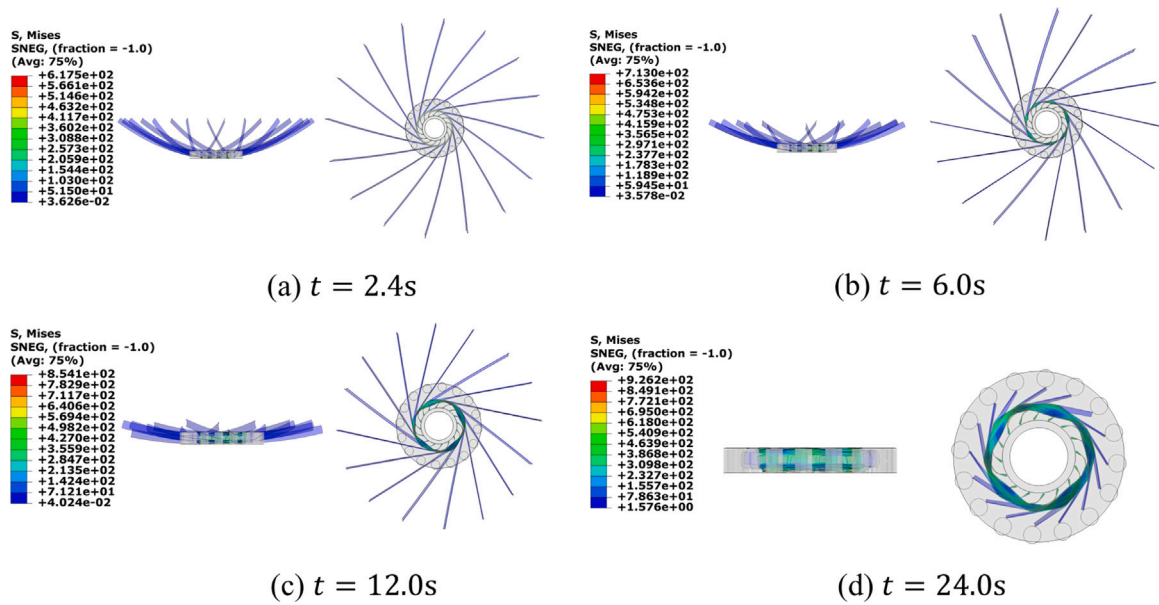 S, Mises
SNEG, (fraction = -1.0)
(Avg: 75%)
+6.175e+02
+5.661e+02
+5.146e+02
+4.632e+02
+4.117e+02
+3.602e+02
+3.088e+02
+2.573e+02
+2.059e+02
+1.544e+02
+1.030e+02
+5.150e+01
+3.626e-02
(a) t = 2.4s
S, Mises
SNEG, (fraction = -1.0)
(Avg: 75%)
+7.130e+02
+6.536e+02
+5.942e+02
+5.348e+02
+4.753e+02
+4.159e+02
+3.565e+02
+2.971e+02
+2.377e+02
+1.783e+02
+1.189e+02
+5.945e+01
+3.578e-02
(b) t = 6.0s
S, Mises
SNEG, (fraction = -1.0)
(Avg: 75%)
+8.541e+02
+7.829e+02
+7.117e+02
+6.406e+02
+5.694e+02
+4.982e+02
+4.270e+02
+3.559e+02
+2.847e+02
+2.135e+02
+1.424e+02
+7.121e+01
+4.024e-02
(c) t = 12.0s
S, Mises
SNEG, (fraction = -1.0)
(Avg: 75%)
+9.262e+02
+8.491e+02
+7.721e+02
+6.950e+02
+6.180e+02
+5.409e+02
+4.639e+02
+3.868e+02
+3.098e+02
+2.327e+02
+1.557e+02
+7.863e+01
+1.576e+00
(d) t = 24.0s